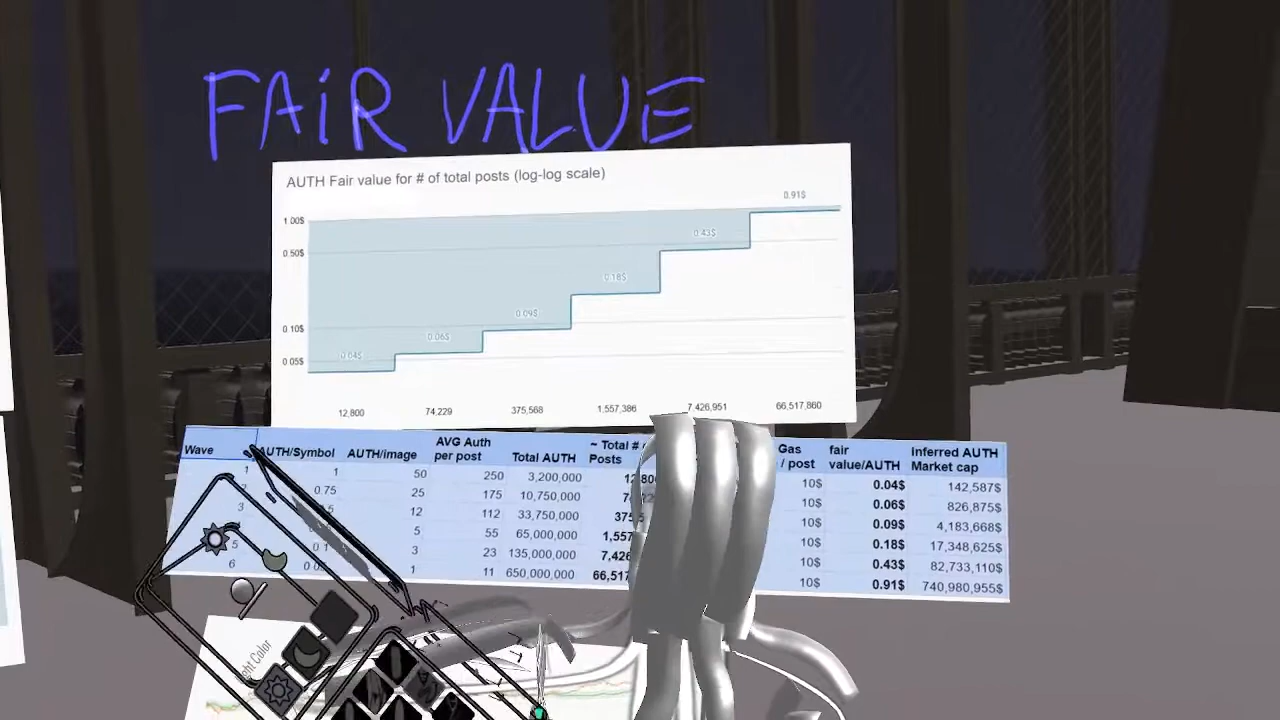 FAiR VALUE
AUTH Fair value for # of total posts (log-log scale)
0.91$
1.00$
0.43$
0.50$
0.18$
0.09$
0.10$
0.06$
0.04$
0.05$
12,800 74,229 375,568 1,557,386 7,426,951 66,517,860
Wave AUTH/Symbol AUTH/image AVG Auth per post Total AUTH ~ Total # Posts Gas / post fair value/AUTH Inferred AUTH Market cap
1 1 50 250 3,200,000 10$ 0.04$ 142,587$
0.75 25 175 10,750,000 10$ 0.06$ 826,875$
3 12 112 33,750,000 10$ 0.09$ 4,183,668$
5 55 65,000,000 10$ 0.18$ 17,348,625$
5 0.1 3 23 135,000,000 10$ 0.43$ 82,733,110$
6 1 11 650,000,000 10$ 0.91$ 740,980,955$
Color